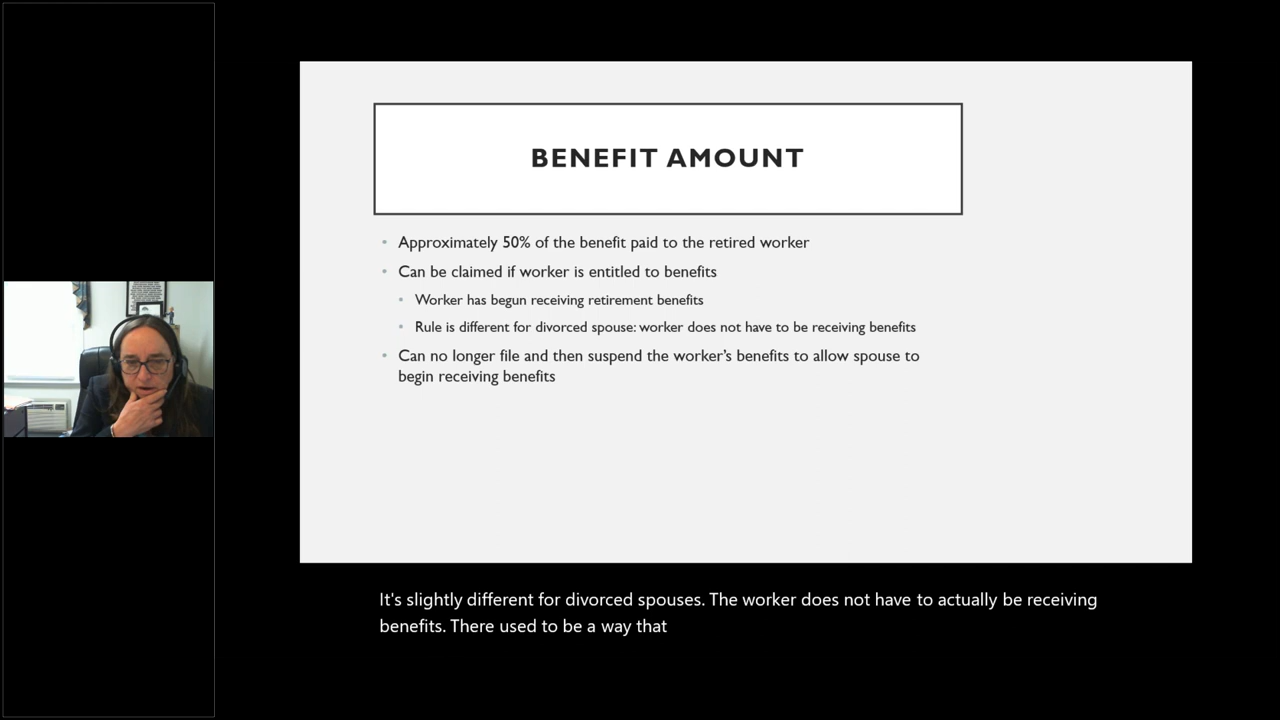 BENEFIT AMOUNT
• Approximately 50% of the benefit paid to the retired worker
• Can be claimed if worker is entitled to benefits
• Worker has begun receiving retirement benefits
• Rule is different for divorced spouse: worker does not have to be receiving benefits
• Can no longer file and then suspend the worker’s benefits to allow spouse to
begin receiving benefits
It's slightly different for divorced spouses. The worker does not have to actually be receiving
benefits. There used to be a way that